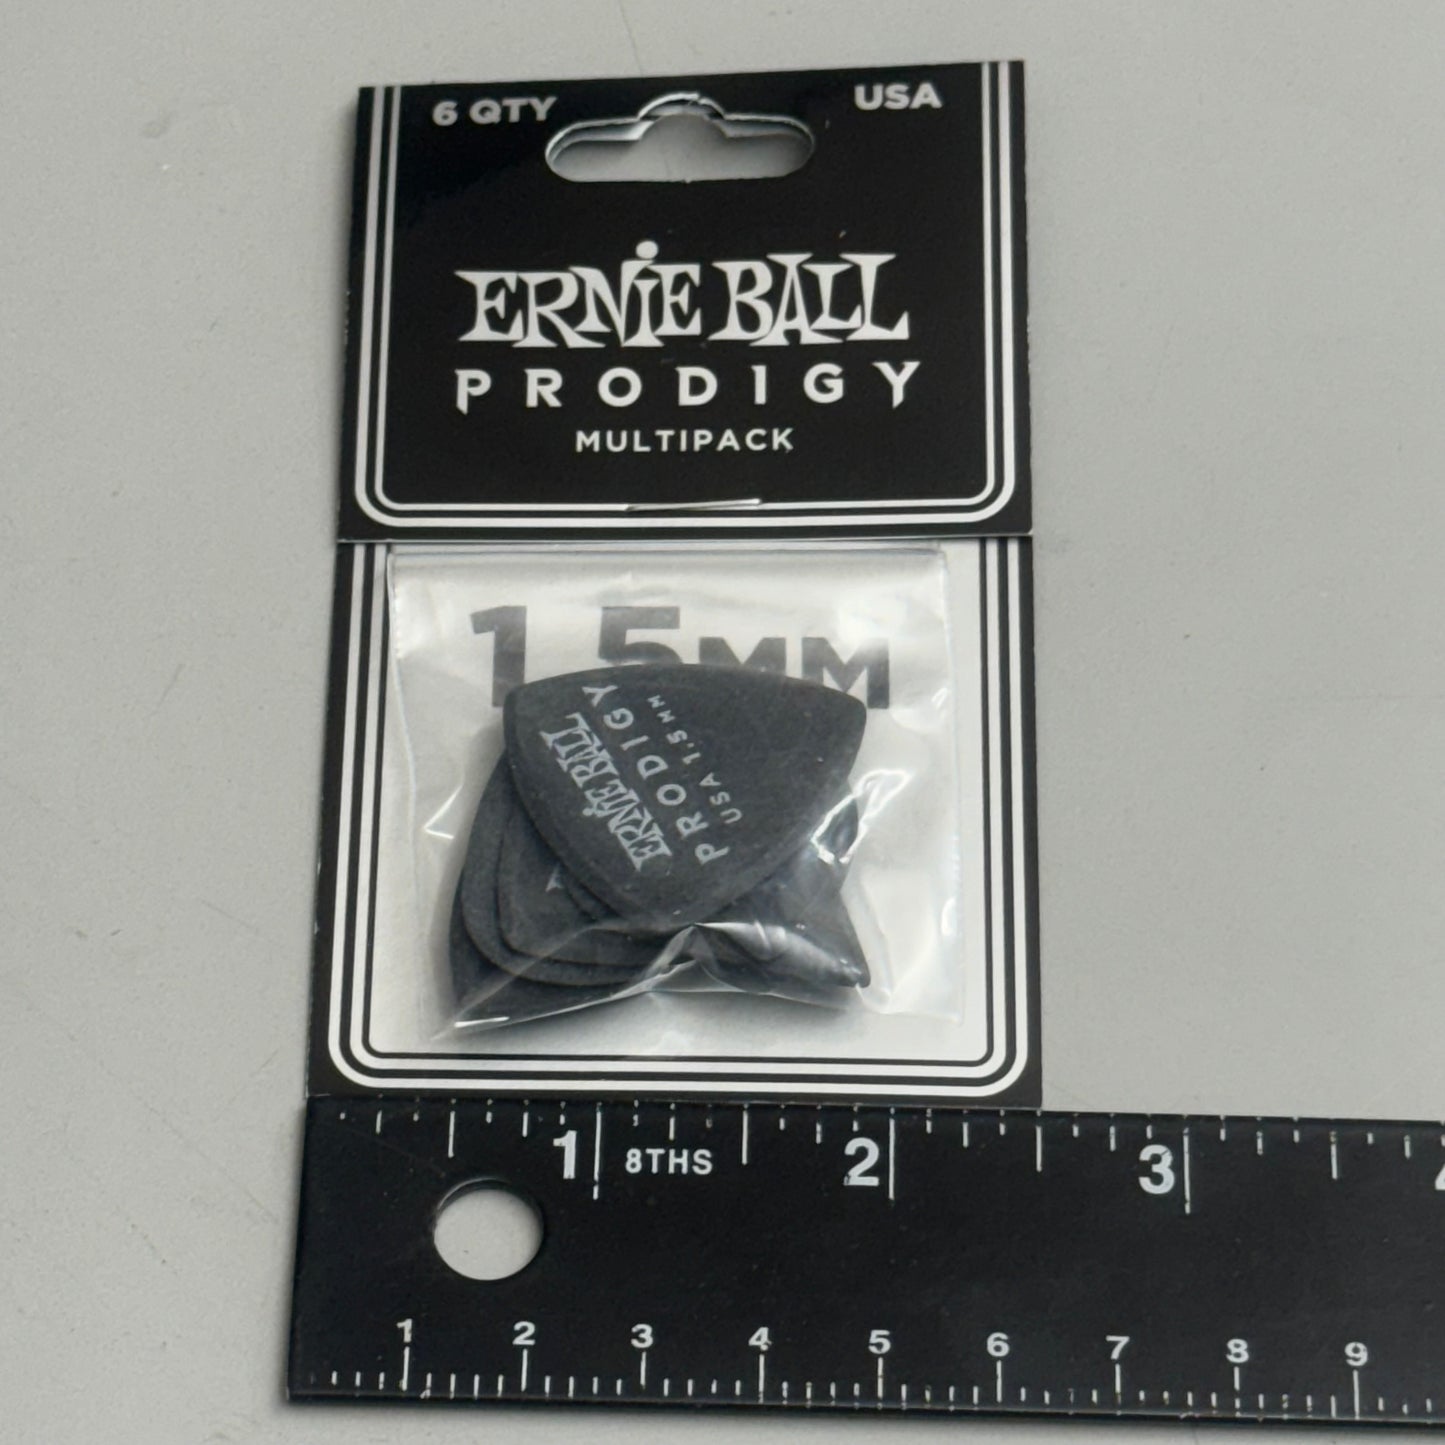 6 QTY
USA
ERNIE BALL
PRODIGY
MULTIPACK
1.5MM
ERNIE BALL
PRODIGY
USA 1.5MM
1 8THS 2 3
1 2 3 4 5 6 7 8 9